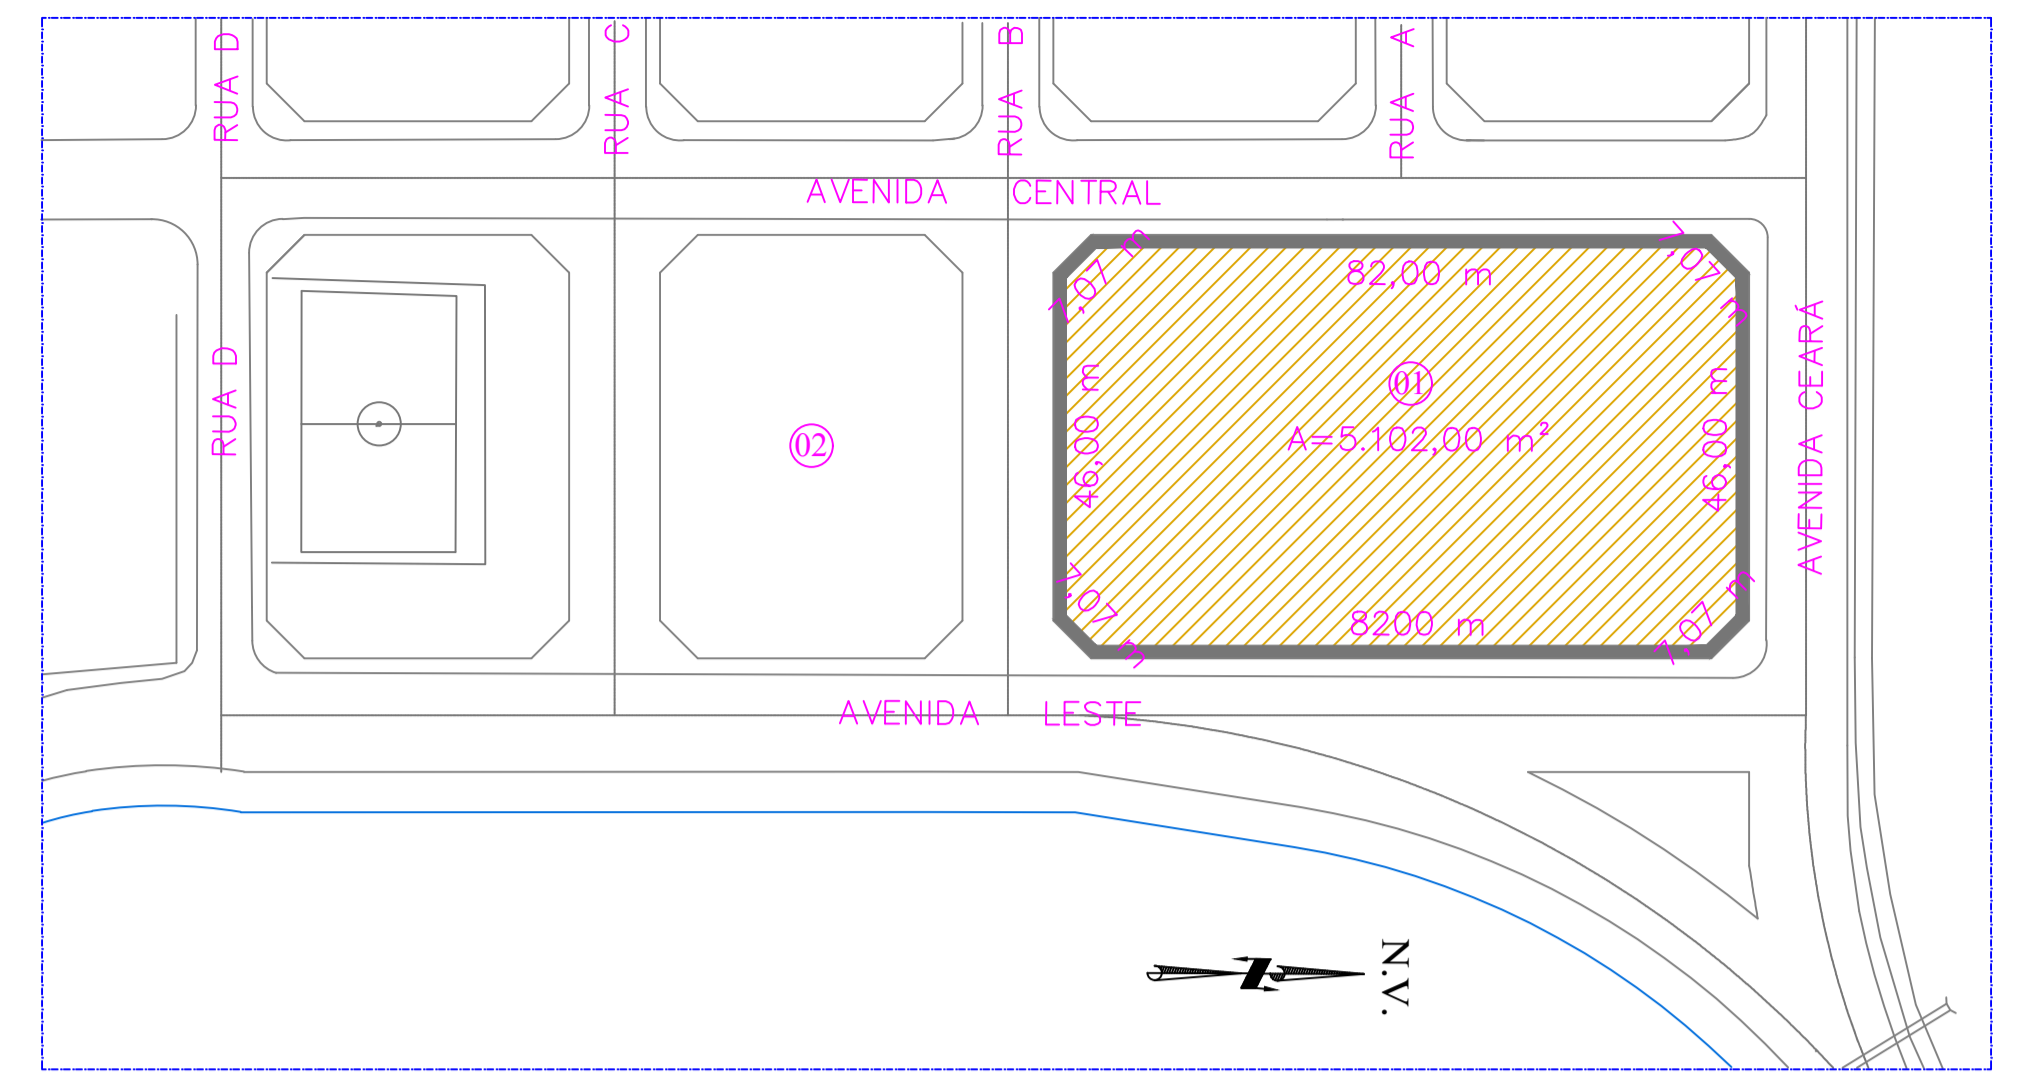 RUA D
RUA C
RUA B
RUA A
AVENIDA CENTRAL
7,07 m
7,07 m
82,00 m
RUA D
02
46,00 m
01
A=5.102,00 m²
46,00 m
AVENIDA CEARÁ
7,07 m
8200 m
7,07 m
AVENIDA LESTE
N.V.